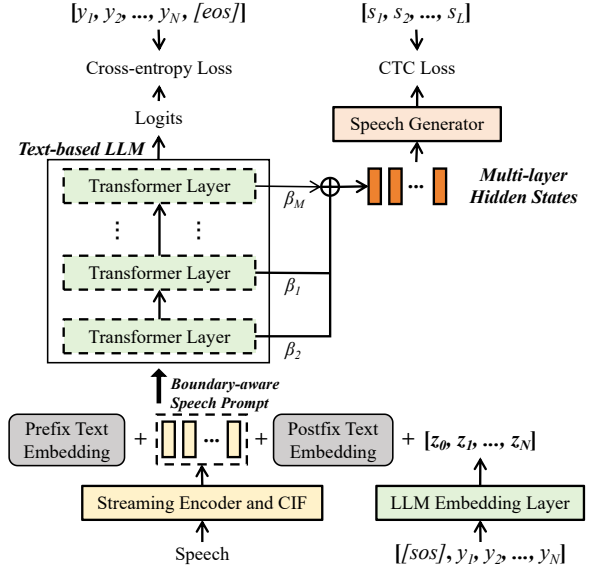 [y1, y2, ..., yN, [eos]]
[s1, s2, ..., sL]
Cross-entropy Loss
CTC Loss
Logits
Speech Generator
Text-based LLM
Transformer Layer
βM
...
Multi-layer
Hidden States
... ...
Transformer Layer
β1
Transformer Layer
β2
Boundary-aware
Speech Prompt
Prefix Text
Embedding
+
...
+
Postfix Text
Embedding
+ [z0, z1, ..., zN]
Streaming Encoder and CIF
LLM Embedding Layer
Speech
[[sos], y1, y2, ..., yN]